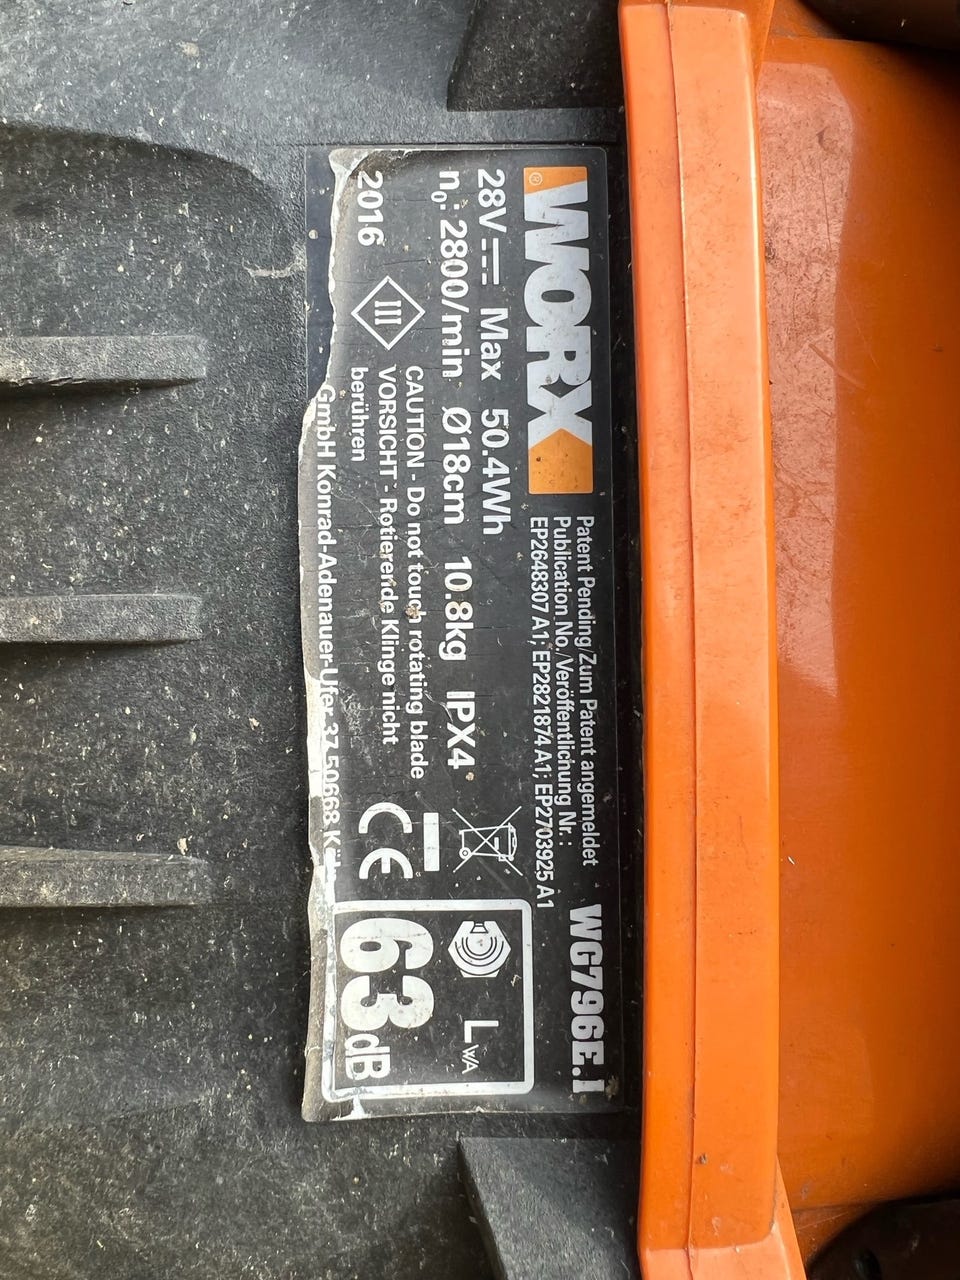 WORX®
Patent Pending/Zum Patent angemeldet
Publication No./Veröffentlichung Nr.:
EP2648307 A1; EP2821874 A1; EP2703925 A1
WG796E.1
28V Max 50.4Wh
n₀: 2800/min Ø18cm 10.8kg IPX4
2016
III
CAUTION - Do not touch rotating blade
VORSICHT - Rotierende Klinge nicht
berühren
CE
LWA
63dB
GmbH Konrad-Adenauer-Ufer 37 50668